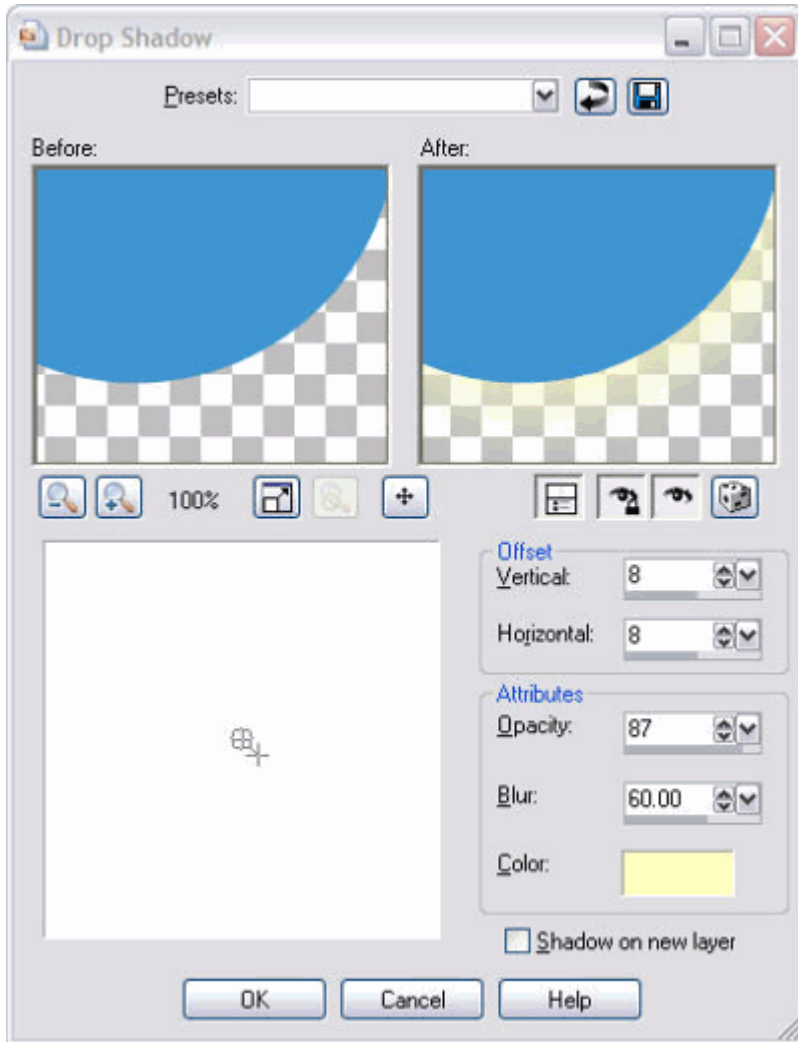 Drop Shadow
Presets:
Before:
After:
100%
Offset
Vertical: 8
Horizontal: 8
Attributes
Opacity: 87
Blur: 60.00
Color:
Shadow on new layer
OK
Cancel
Help